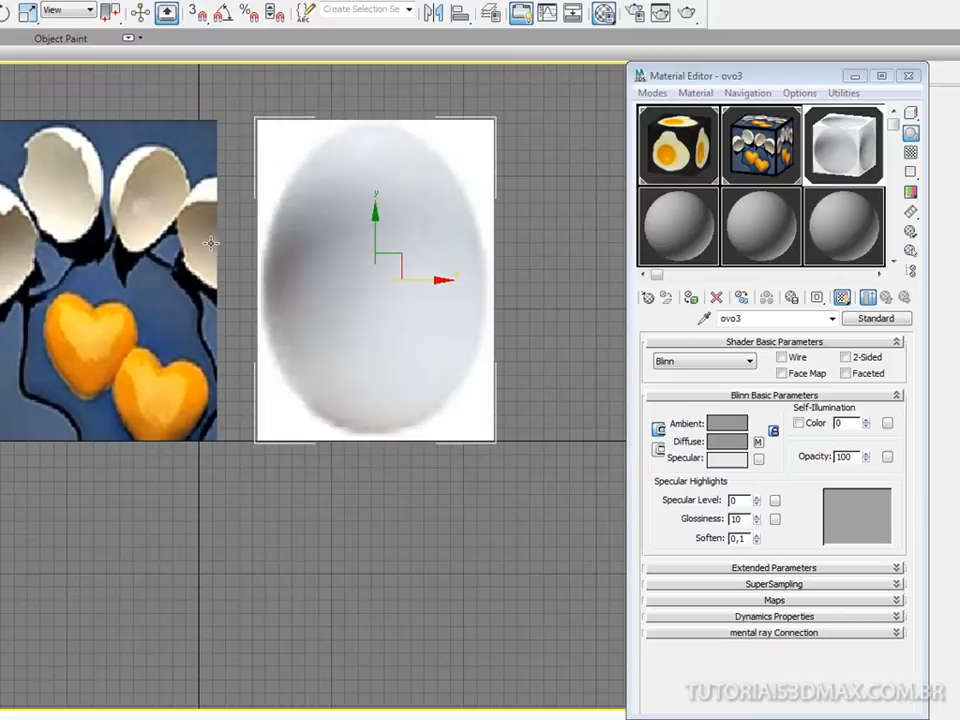 View
3
%
ABC
Create Selection Se
Object Paint
Material Editor - ovo3
Modes Material Navigation Options Utilities
y
ovo3
Standard
Shader Basic Parameters
Blinn
Wire
2-Sided
Face Map
Faceted
Blinn Basic Parameters
Self-Illumination
Ambient:
Color 0
Diffuse:
M
Specular:
Opacity: 100
Specular Highlights
Specular Level: 0
Glossiness: 10
Soften: 0,1
Extended Parameters
SuperSampling
Maps
Dynamics Properties
mental ray Connection
TUTORIAIS3DMAX.COM.BR